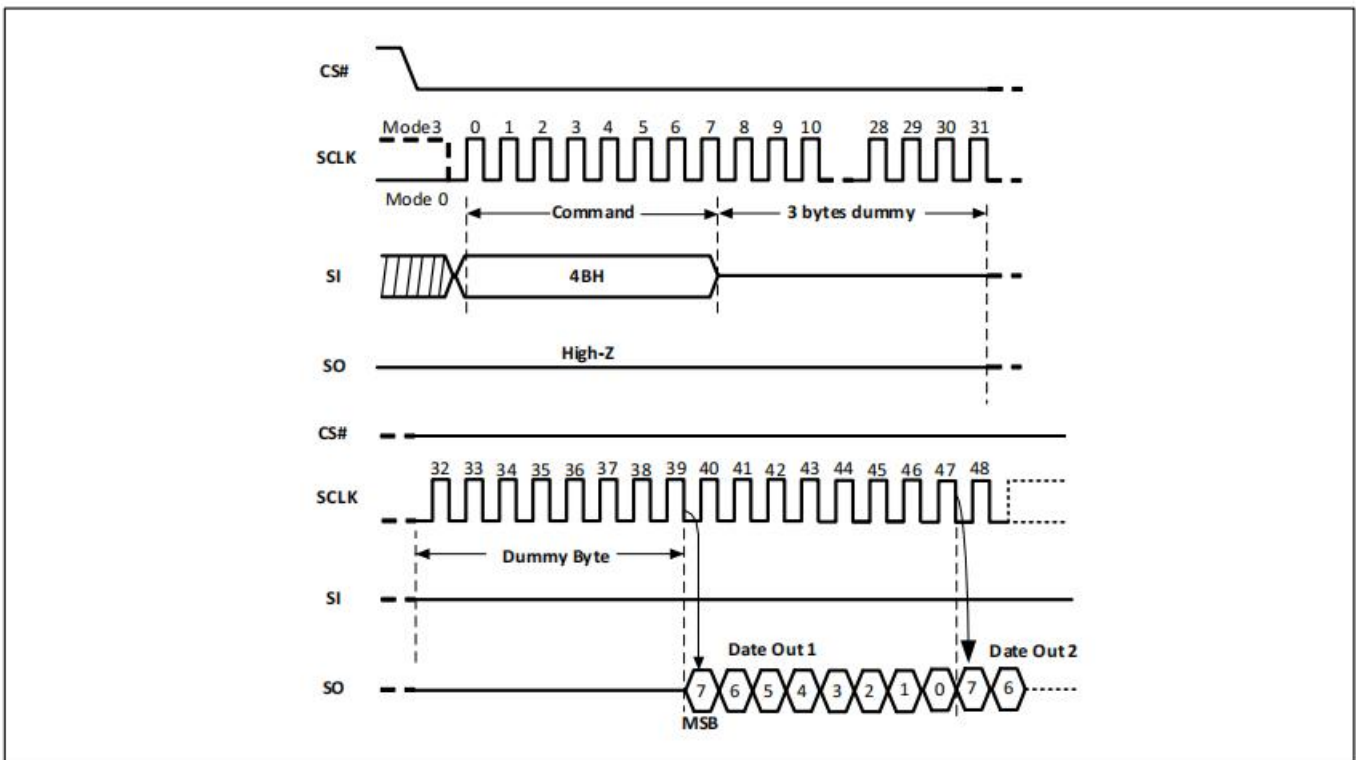 CS#
Mode3 0 1 2 3 4 5 6 7 8 9 10 28 29 30 31
SCLK
Mode 0
Command 3 bytes dummy
SI 4BH
High-Z
SO
CS#
32 33 34 35 36 37 38 39 40 41 42 43 44 45 46 47 48
SCLK
Dummy Byte
SI
Date Out 1 Date Out 2
SO 7 6 5 4 3 2 1 0 7 6
MSB